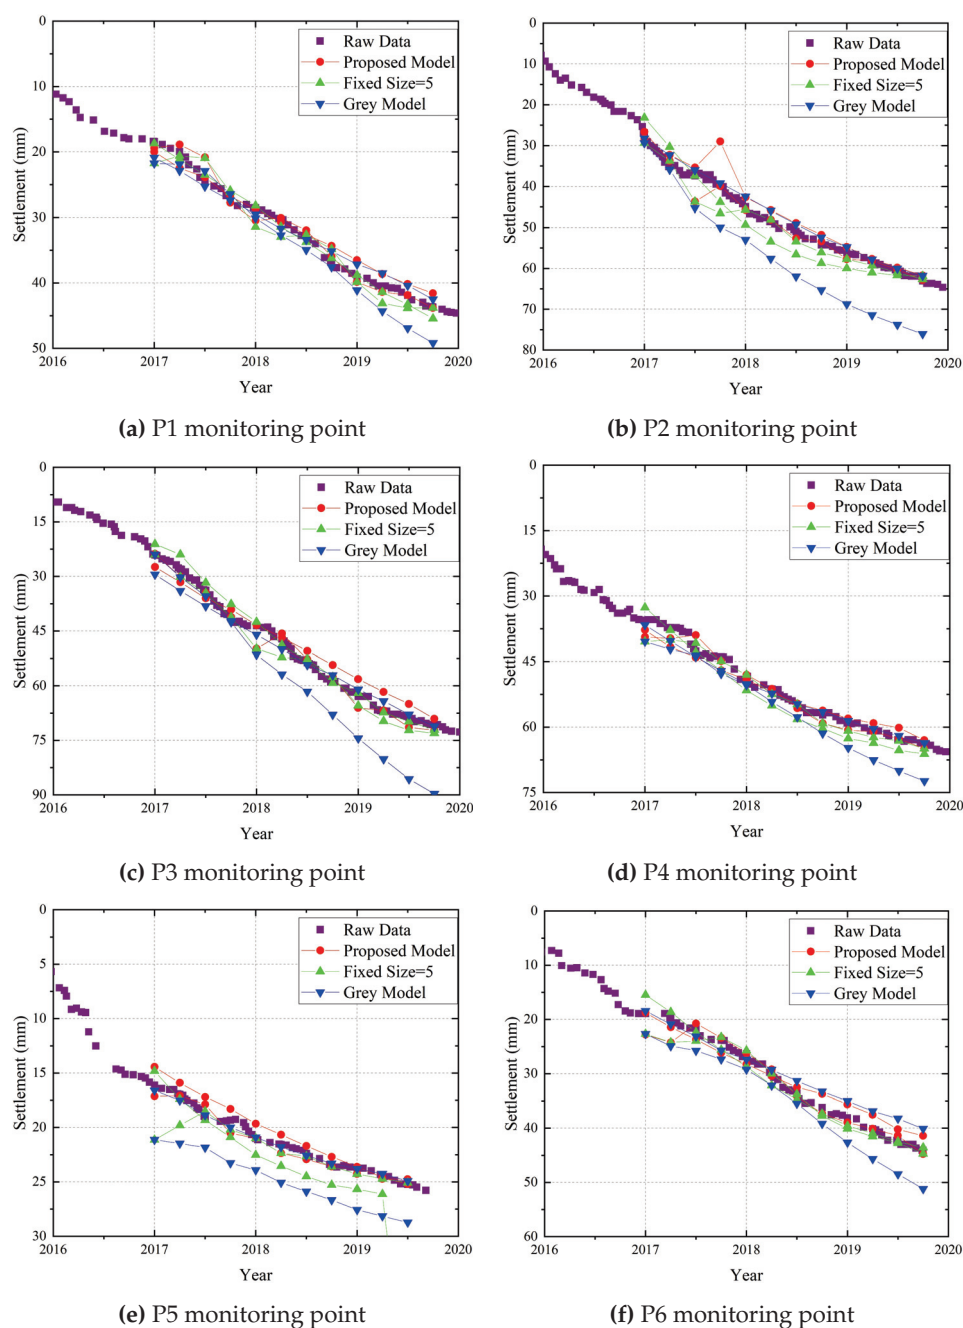 0
10
20
30
40
50
Settlement (mm)
2016 2017 2018 2019 2020
Year
Raw Data
Proposed Model
Fixed Size=5
Grey Model
(a) P1 monitoring point
0
10
20
30
40
50
60
70
80
Settlement (mm)
2016 2017 2018 2019 2020
Year
Raw Data
Proposed Model
Fixed Size=5
Grey Model
(b) P2 monitoring point
0
15
30
45
60
75
90
Settlement (mm)
2016 2017 2018 2019 2020
Year
Raw Data
Proposed Model
Fixed Size=5
Grey Model
(c) P3 monitoring point
0
15
30
45
60
75
Settlement (mm)
2016 2017 2018 2019 2020
Year
Raw Data
Proposed Model
Fixed Size=5
Grey Model
(d) P4 monitoring point
0
5
10
15
20
25
30
Settlement (mm)
2016 2017 2018 2019 2020
Year
Raw Data
Proposed Model
Fixed Size=5
Grey Model
(e) P5 monitoring point
0
10
20
30
40
50
60
Settlement (mm)
2016 2017 2018 2019 2020
Year
Raw Data
Proposed Model
Fixed Size=5
Grey Model
(f) P6 monitoring point